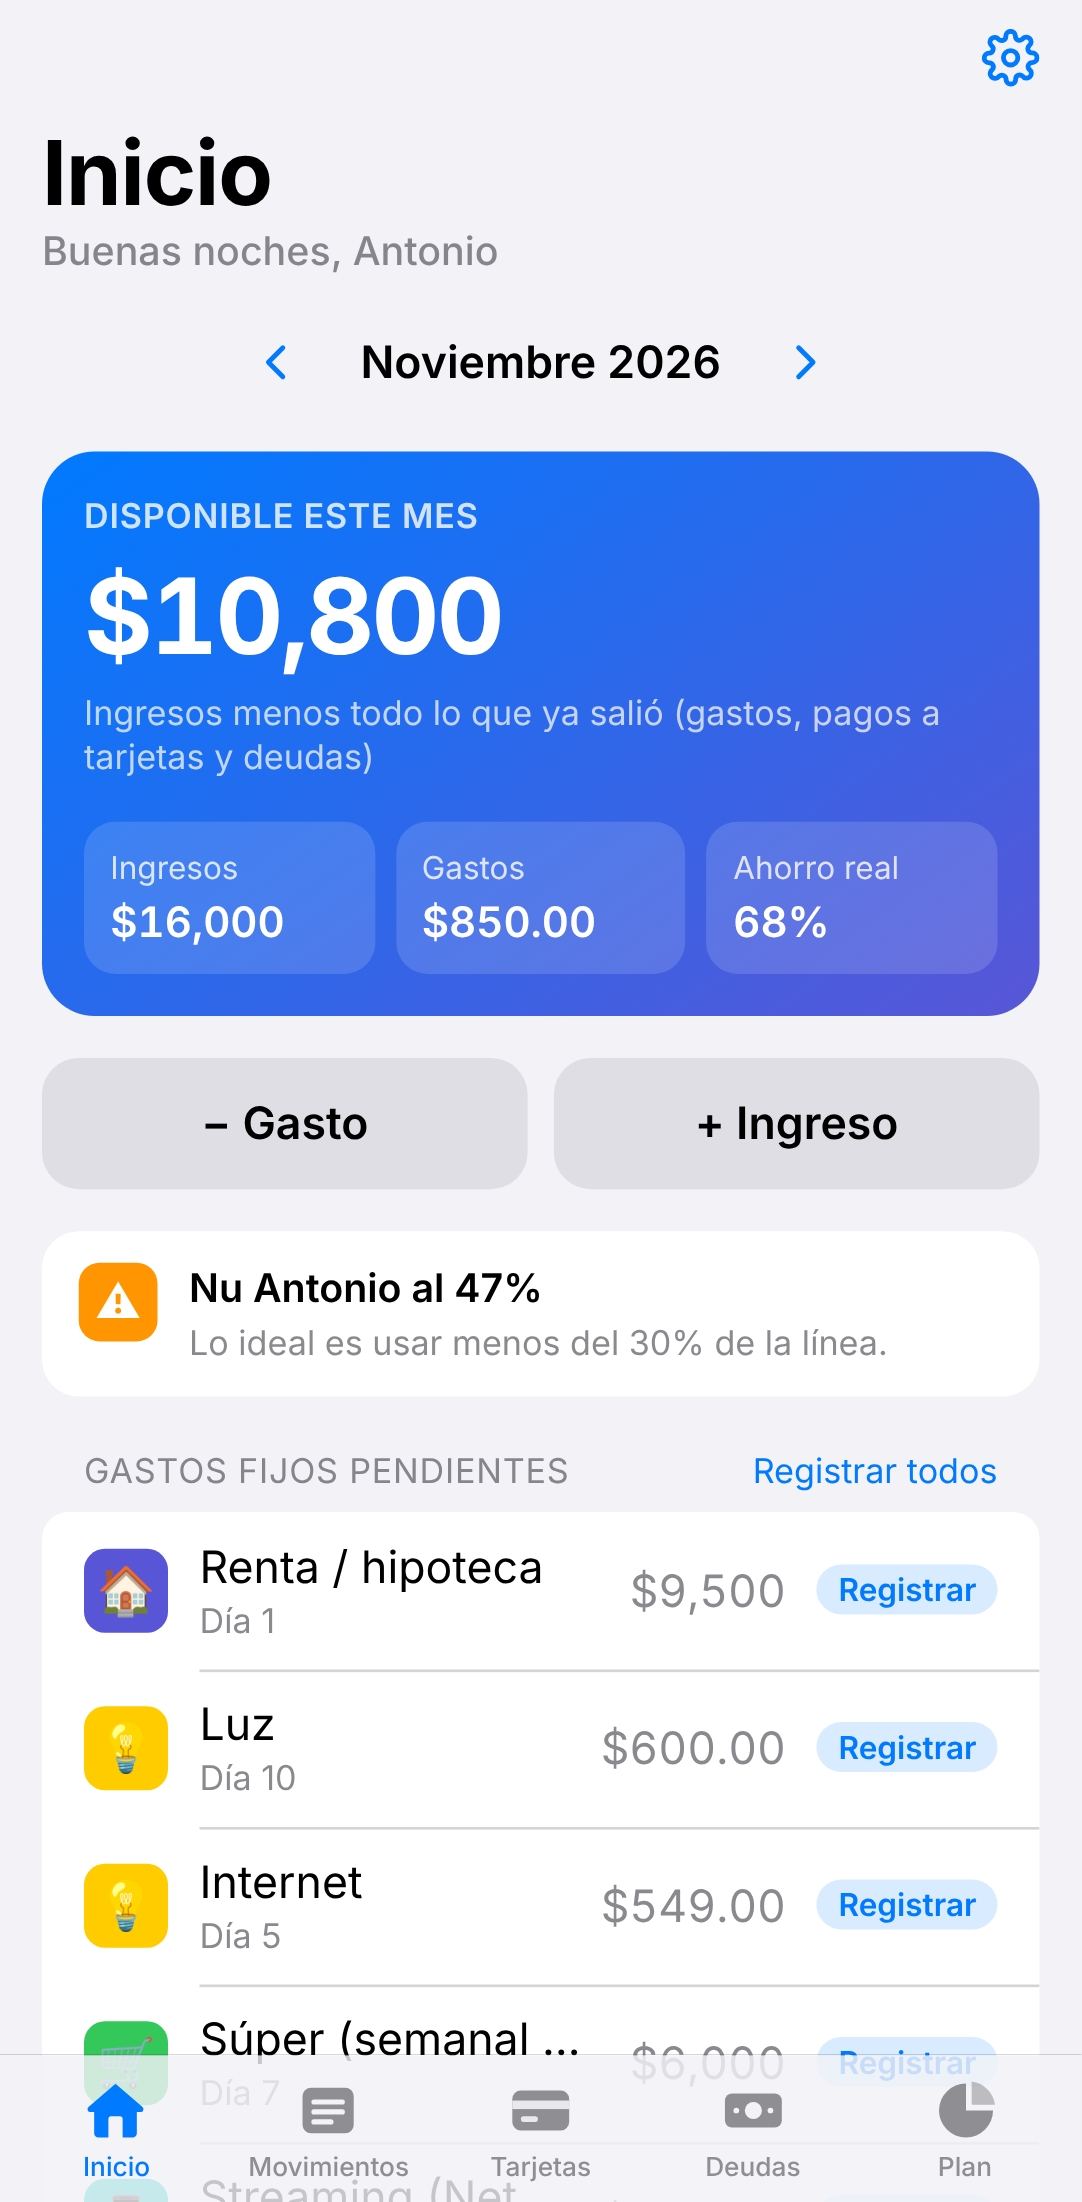 Inicio
Buenas noches, Antonio
Noviembre 2026
DISPONIBLE ESTE MES
$10,800
Ingresos menos todo lo que ya salió (gastos, pagos a
tarjetas y deudas)
Ingresos
$16,000
Gastos
$850.00
Ahorro real
68%
– Gasto
+ Ingreso
Nu Antonio al 47%
Lo ideal es usar menos del 30% de la línea.
GASTOS FIJOS PENDIENTES
Registrar todos
Renta / hipoteca
Día 1
$9,500
Registrar
Luz
Día 10
$600.00
Registrar
Internet
Día 5
$549.00
Registrar
Súper (semanal ...
Día 7
$6,000
Registrar
Streaming (Net
Inicio
Movimientos
Tarjetas
Deudas
Plan